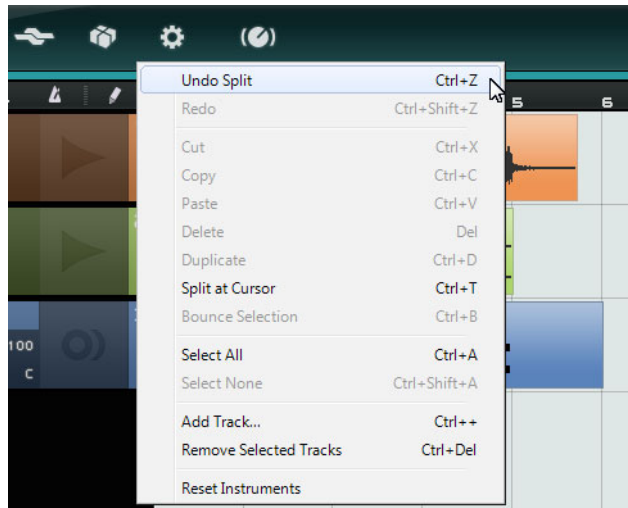 5 6
Undo Split Ctrl+Z
Redo Ctrl+Shift+Z
Cut Ctrl+X
Copy Ctrl+C
Paste Ctrl+V
Delete Del
Duplicate Ctrl+D
Split at Cursor Ctrl+T
Bounce Selection Ctrl+B
100
Select All Ctrl+A
C
Select None Ctrl+Shift+A
Add Track... Ctrl++
Remove Selected Tracks Ctrl+Del
Reset Instruments